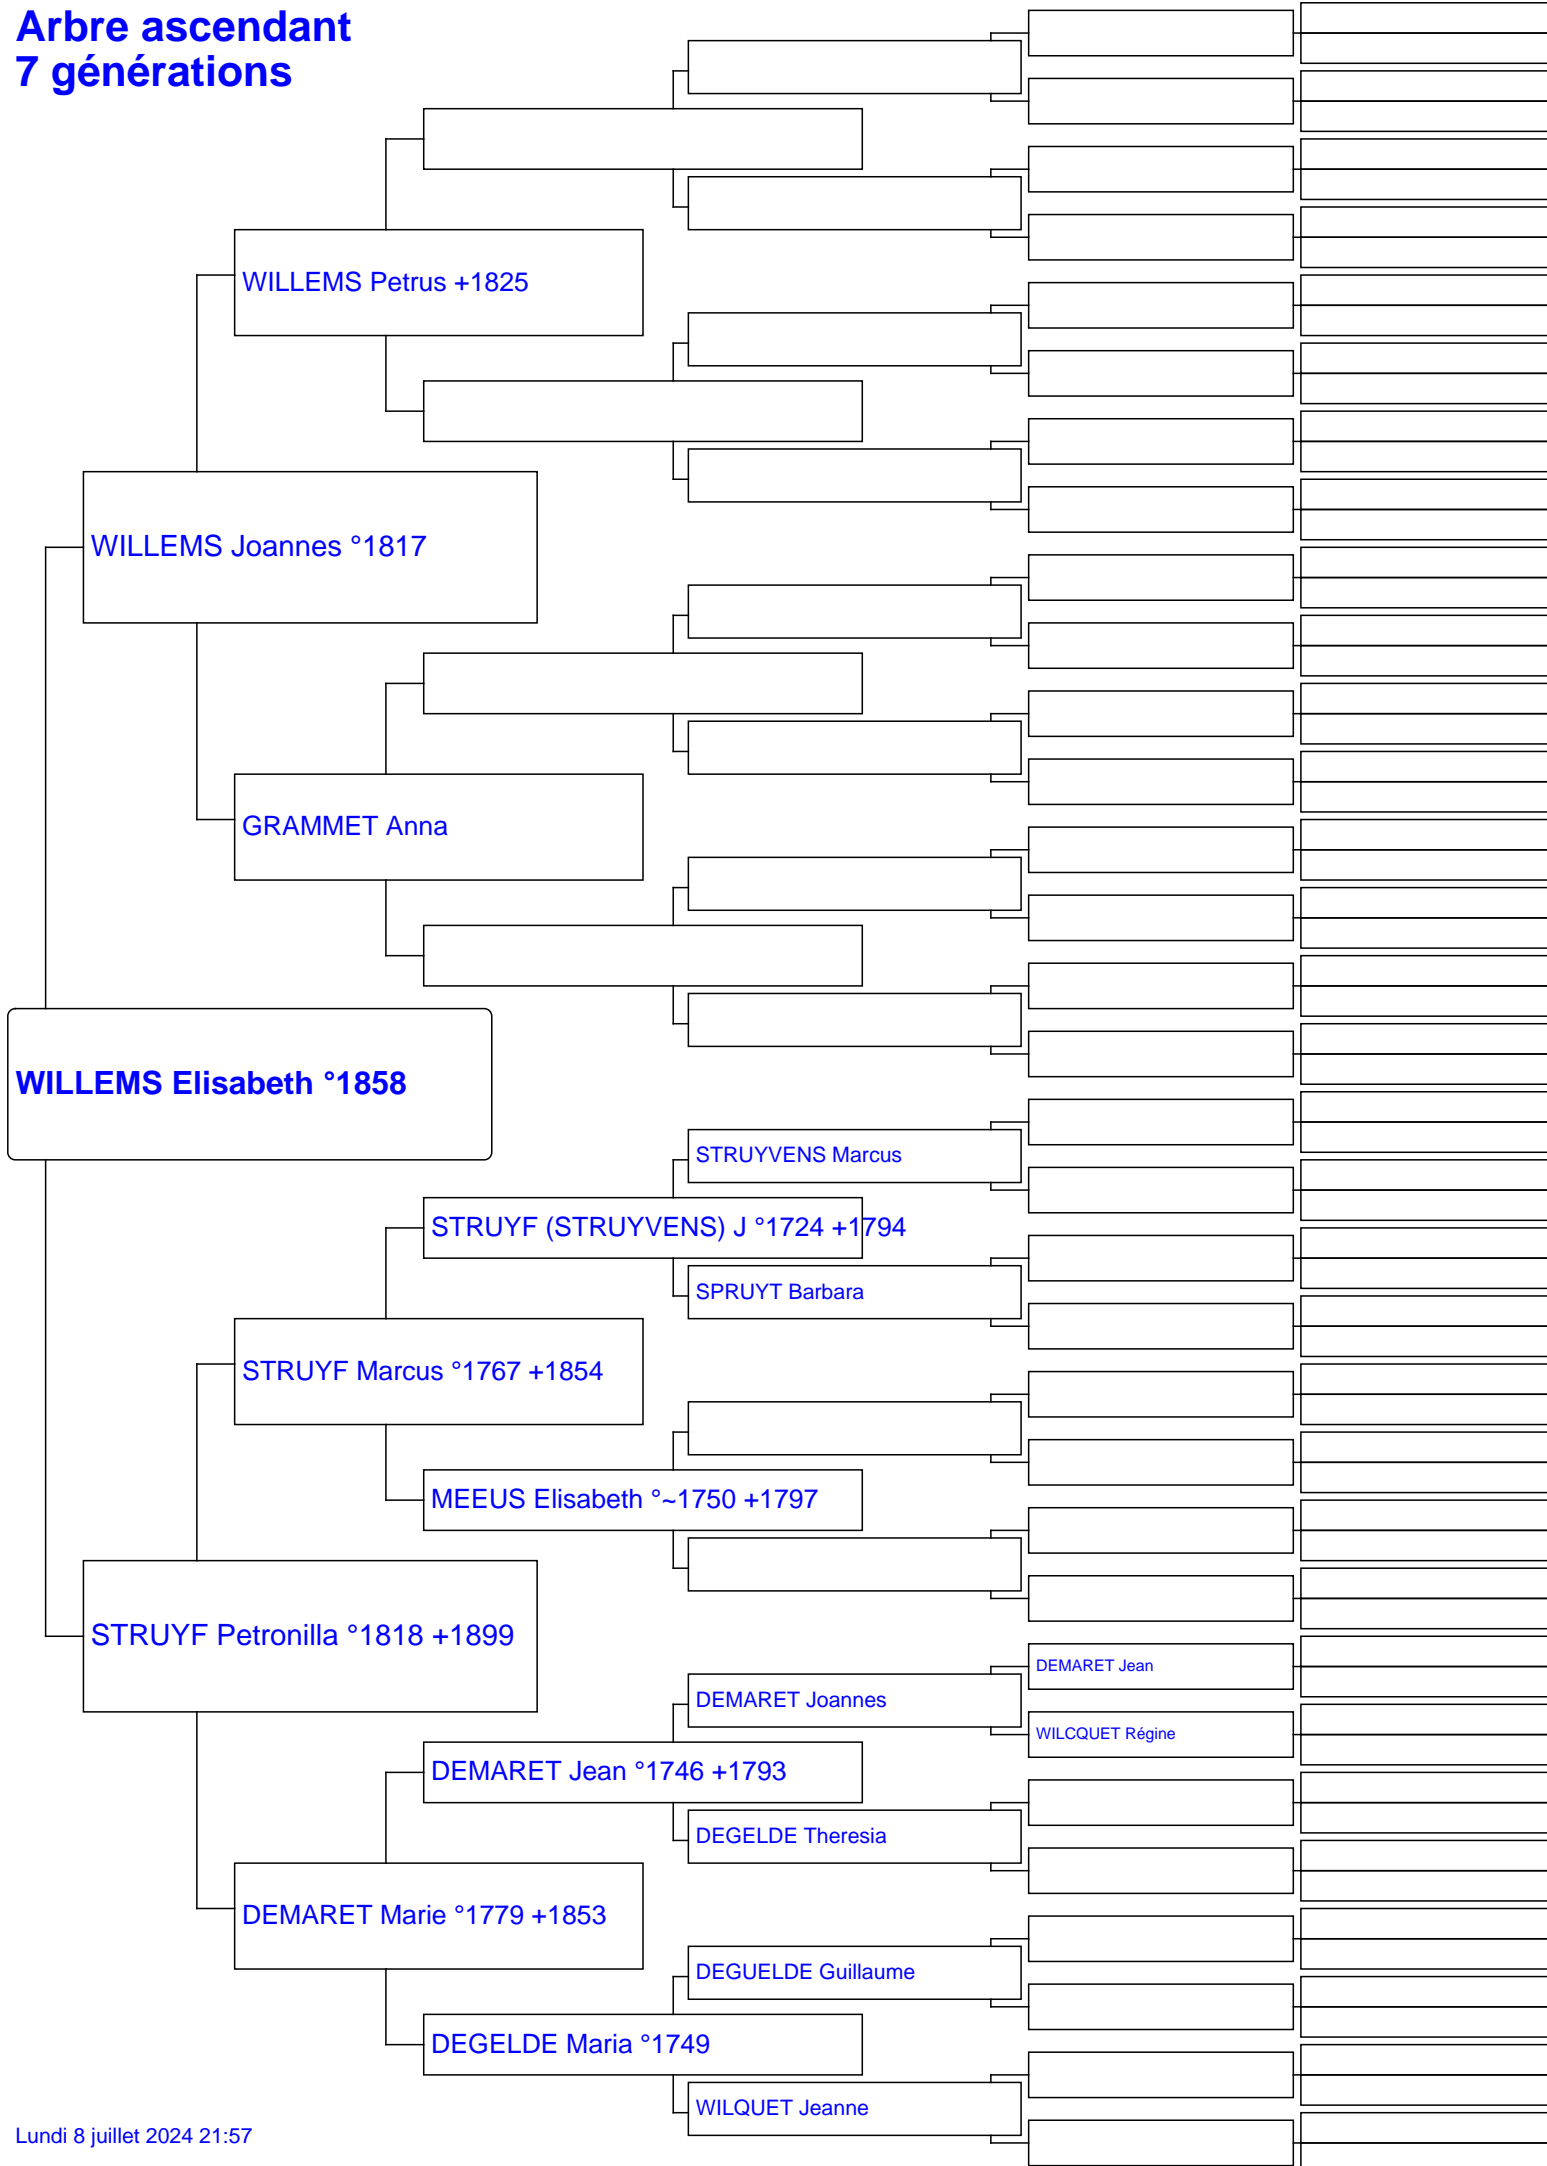 Arbre ascendant
7 générations
WILLEMS Petrus +1825
WILLEMS Joannes °1817
GRAMMET Anna
WILLEMS Elisabeth °1858
STRUYVENS Marcus
STRUYF (STRUYVENS) J °1724 +1794
SPRUYT Barbara
STRUYF Marcus °1767 +1854
MEEUS Elisabeth °~1750 +1797
STRUYF Petronilla °1818 +1899
DEMARET Jean
DEMARET Joannes
WILCQUET Régine
DEMARET Jean °1746 +1793
DEGELDE Theresia
DEMARET Marie °1779 +1853
DEGUELDE Guillaume
DEGELDE Maria °1749
WILQUET Jeanne
Lundi 8 juillet 2024 21:57